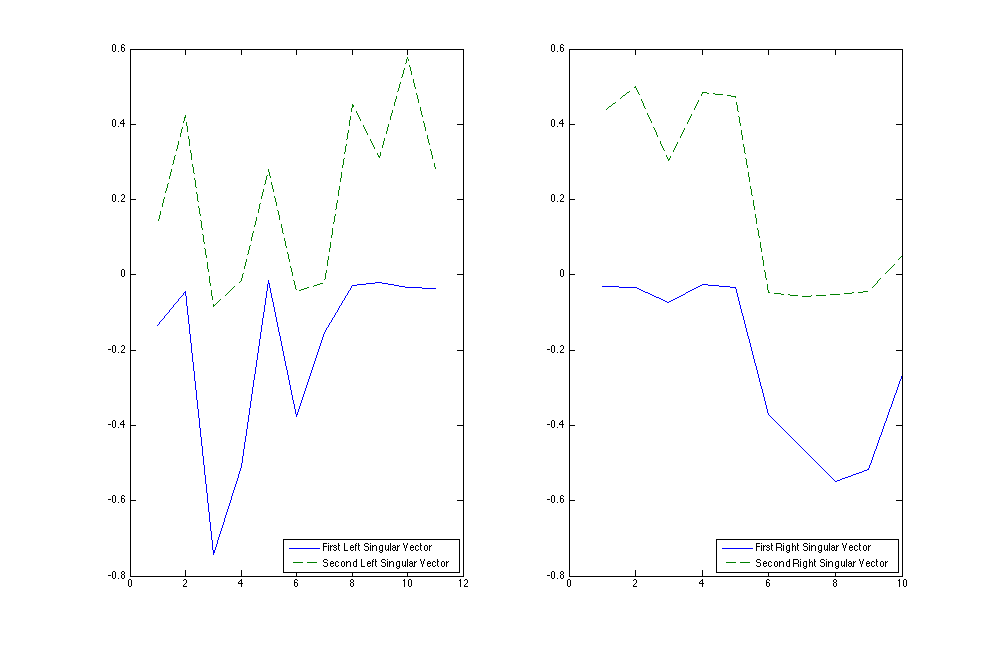 0.6
0.4
0.2
0
-0.2
-0.4
-0.6
-0.8
0 2 4 6 8 10 12
First Left Singular Vector
Second Left Singular Vector
0.6
0.4
0.2
0
-0.2
-0.4
-0.6
-0.8
0 2 4 6 8 10
First Right Singular Vector
Second Right Singular Vector